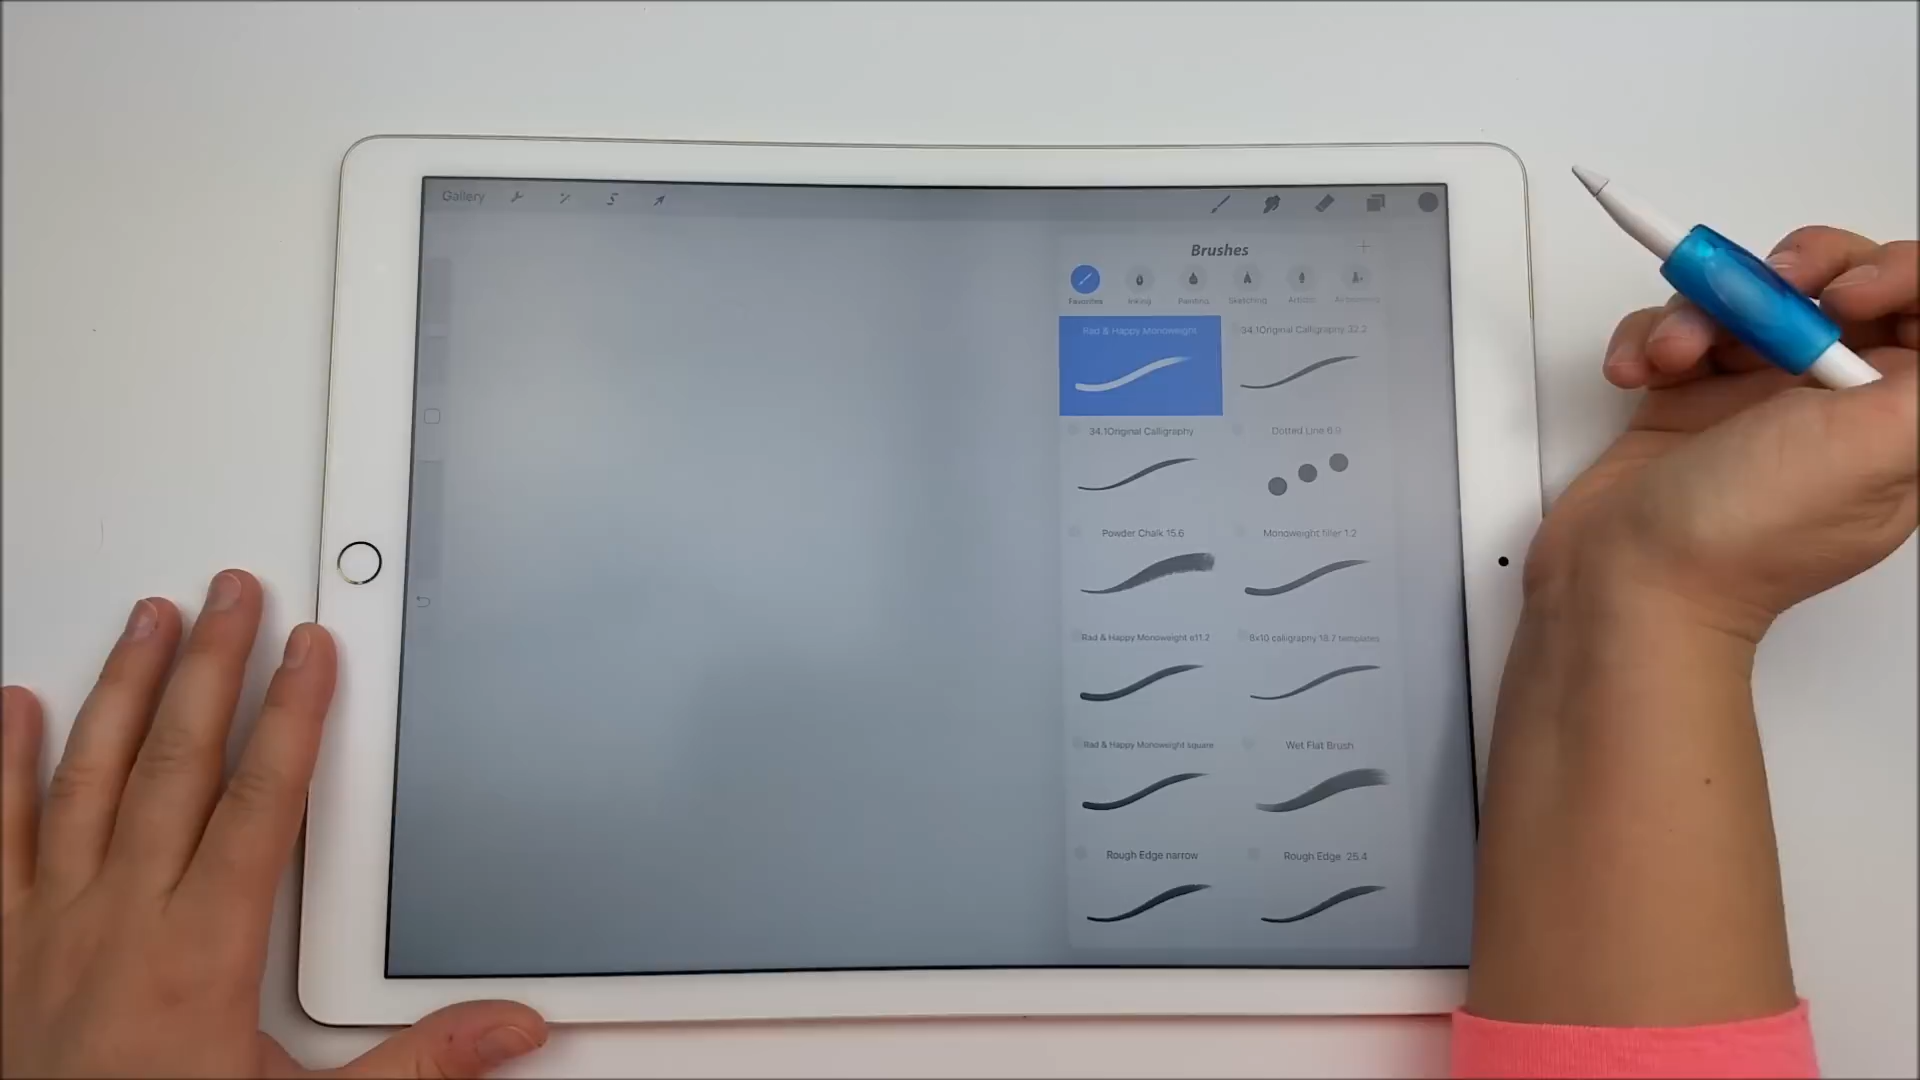 Gallery
Brushes
Favorites Inking Painting Sketching Artistic Airbrushing
Rad & Happy Monoweight 34.1Original Calligraphy 32.2
34.1Original Calligraphy Dotted Line 6.9
Powder Chalk 15.6 Monoweight filler 1.2
Rad & Happy Monoweight e11.2 8x10 calligraphy 18.7 templates
Rad & Happy Monoweight square Wet Flat Brush
Rough Edge narrow Rough Edge 25.4